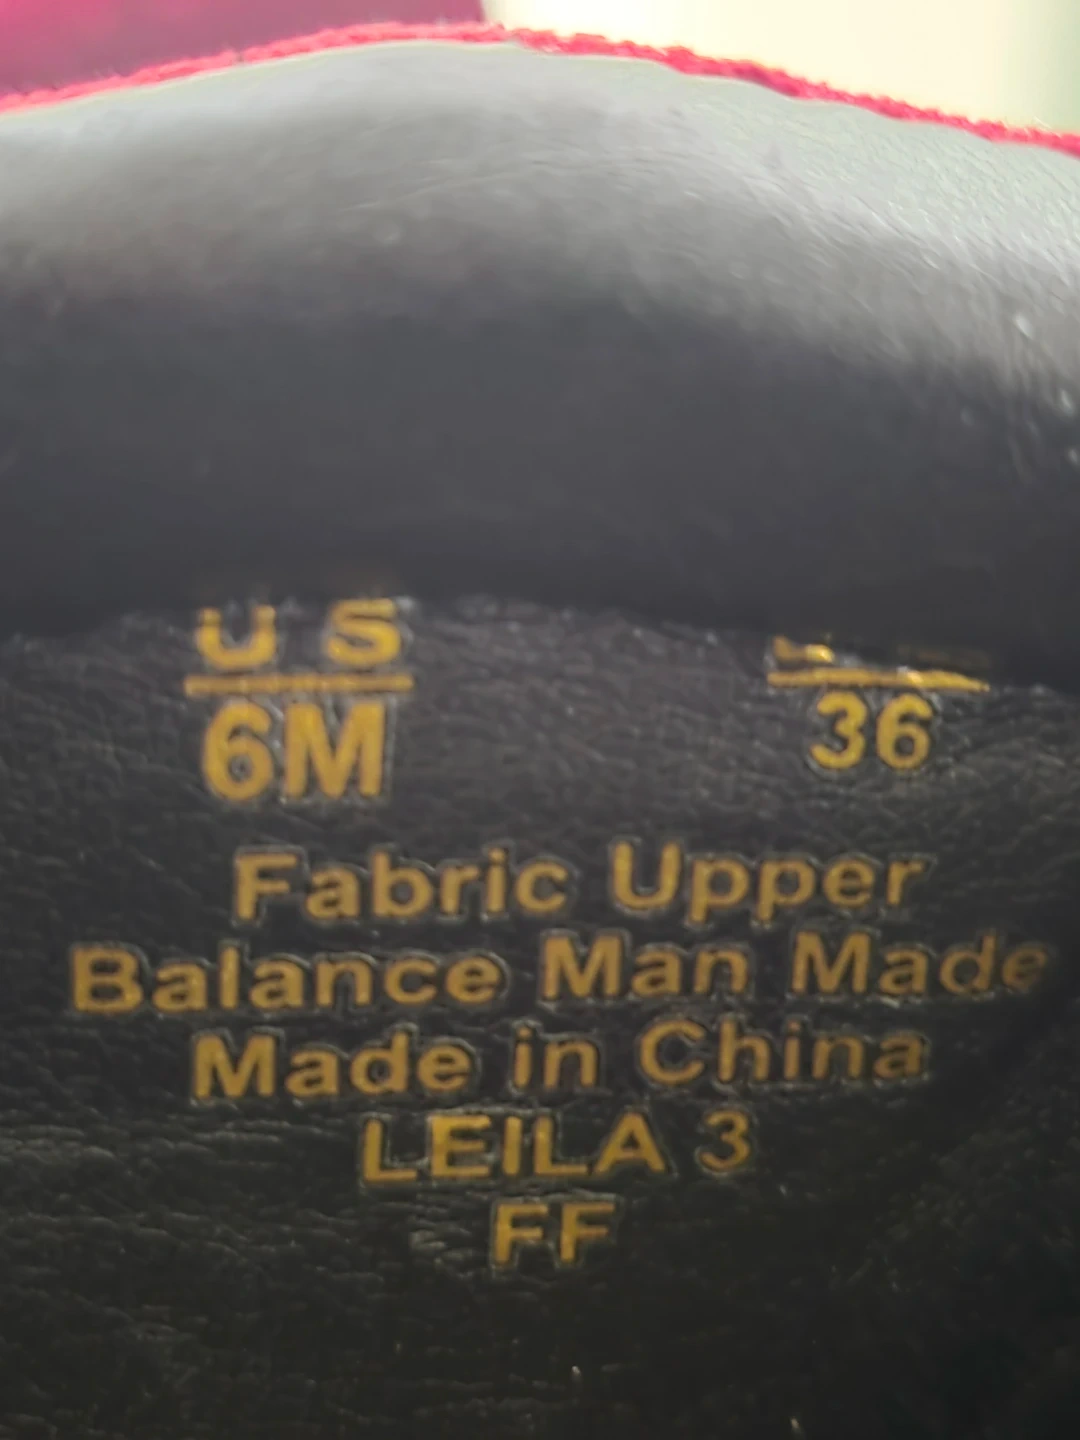 US 36
6M
Fabric Upper
Balance Man Made
Made in China
LEILA 3
FF